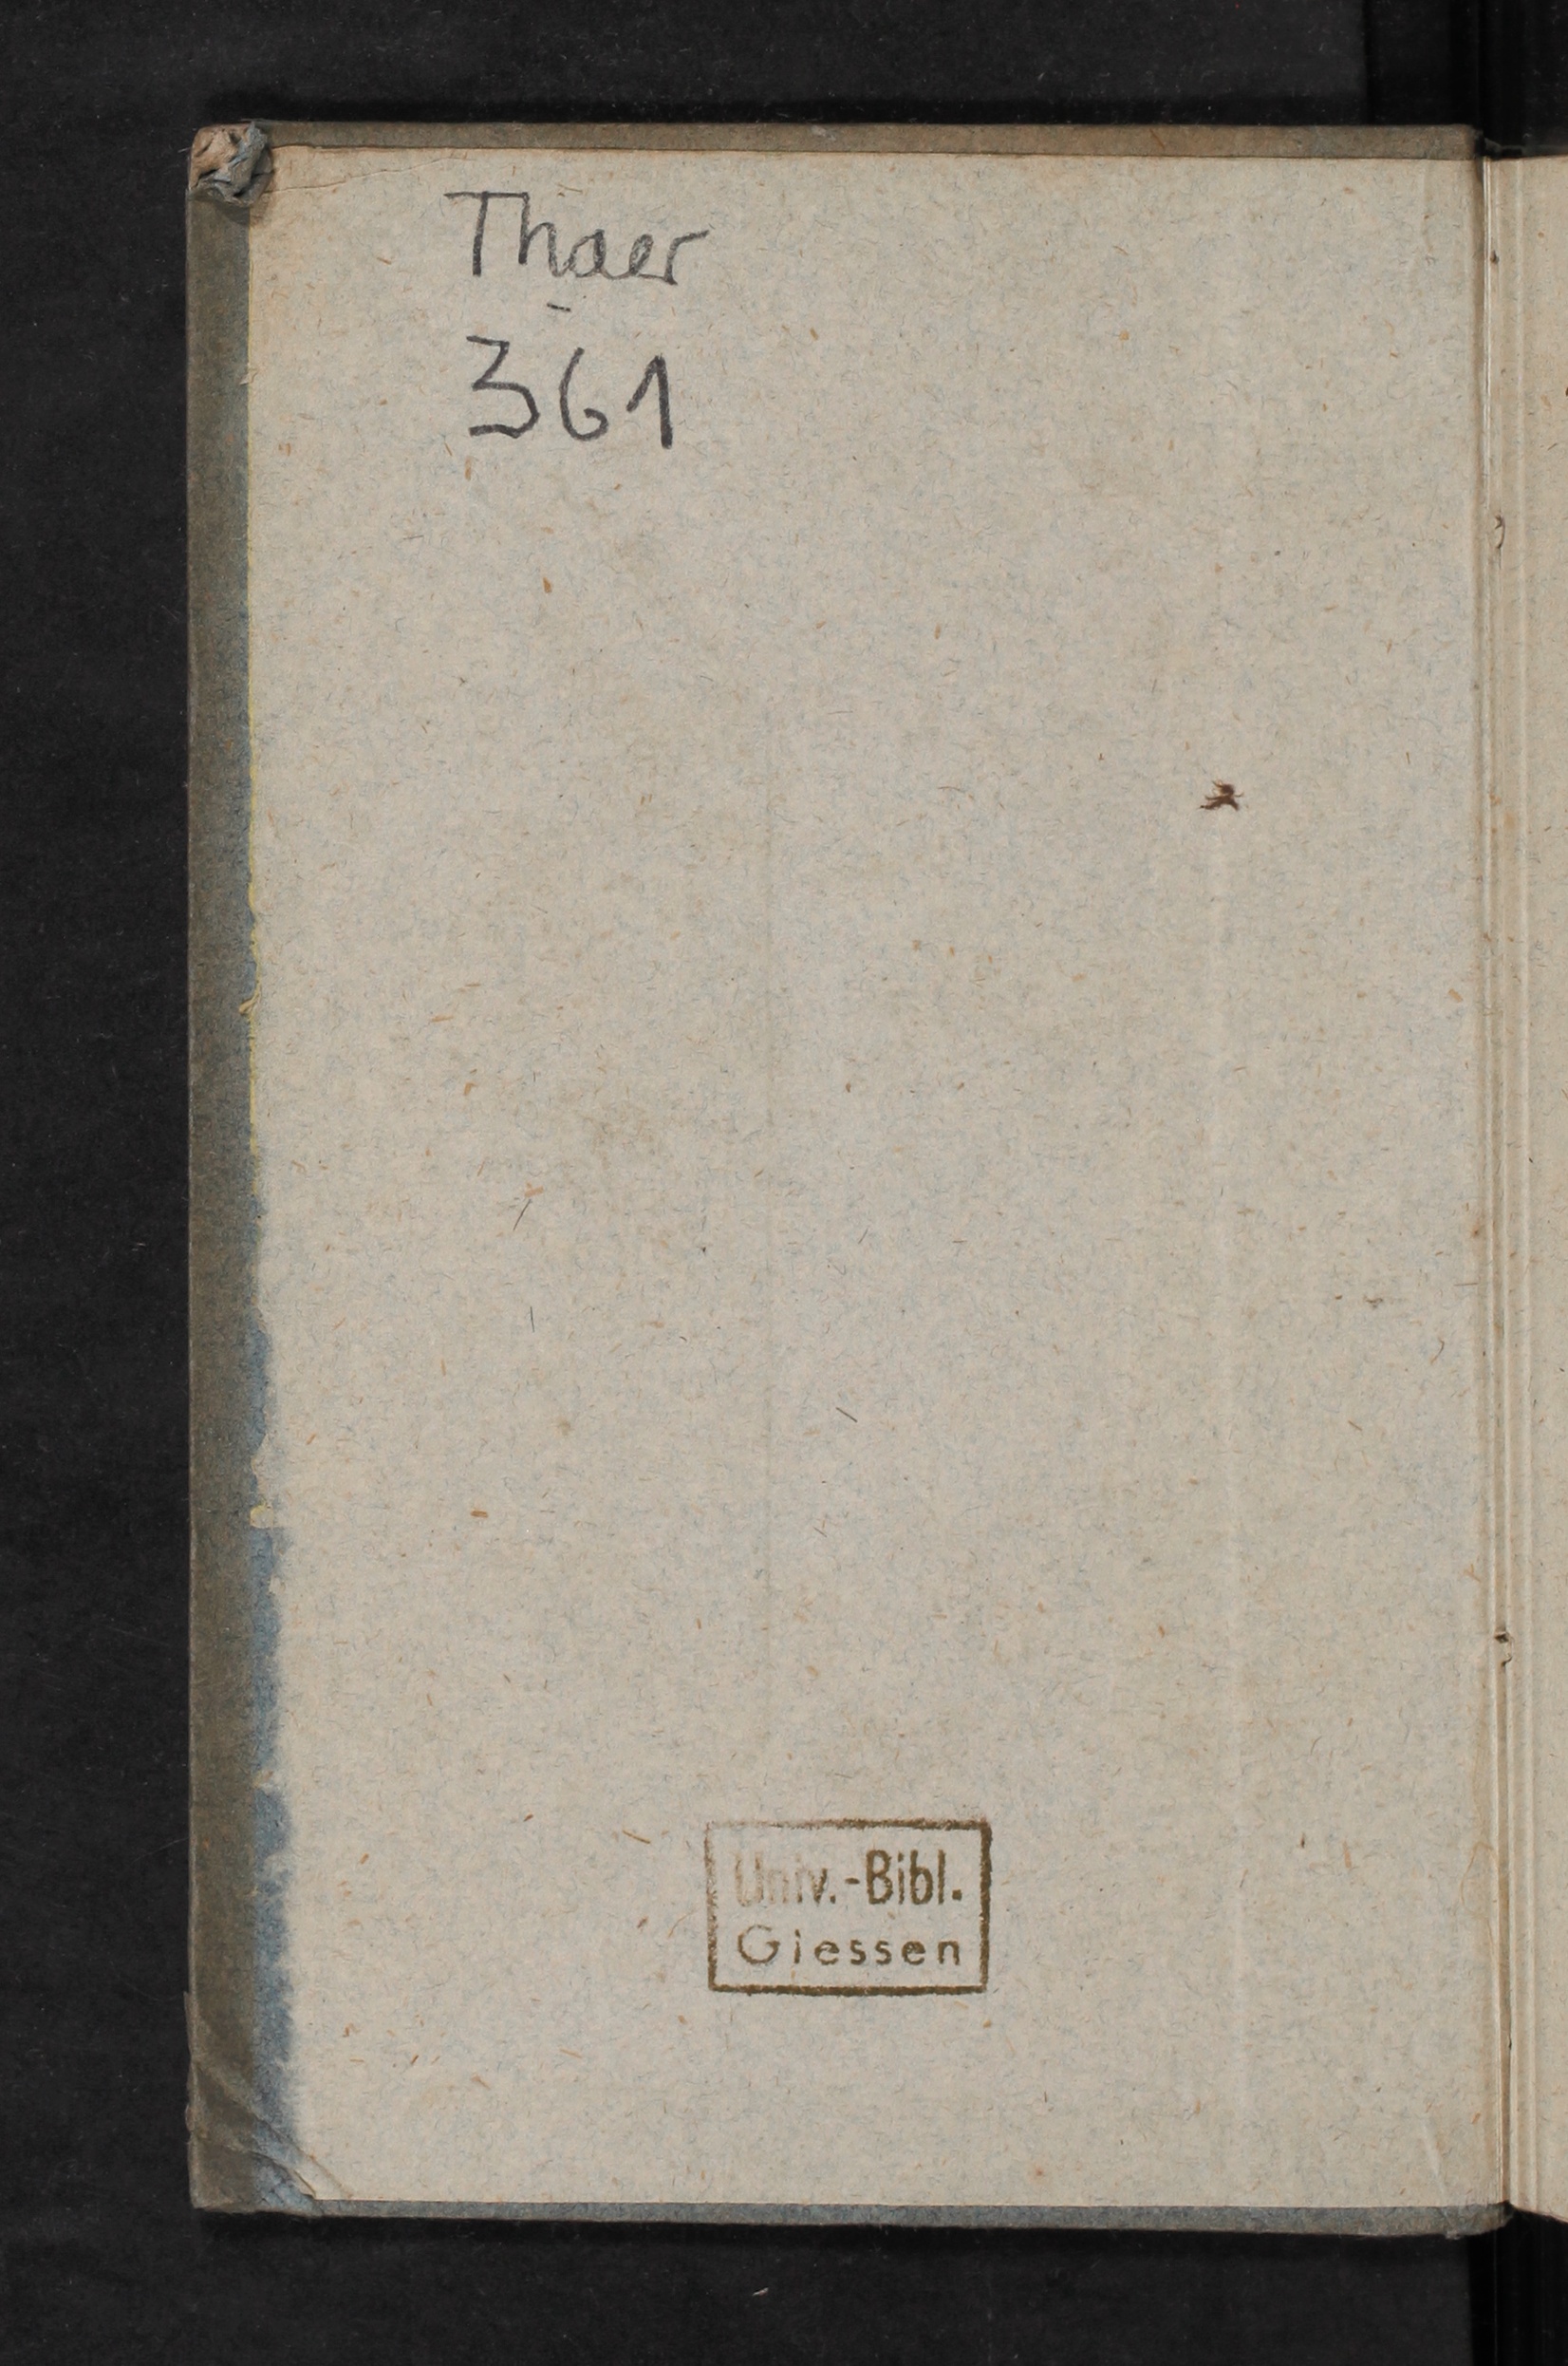 Thaer
361
Univ.-Bibl.
Giessen